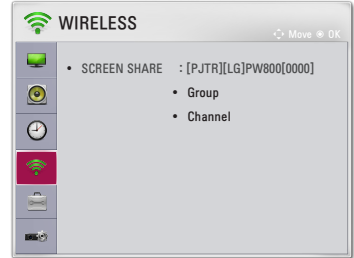 WIRELESS
Move OK
• SCREEN SHARE : [PJTR][LG]PW800[0000]
• Group
• Channel